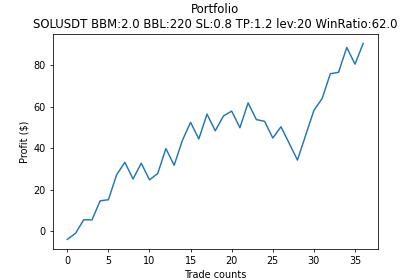 Portfolio
SOLUSDT BBM:2.0 BBL:220 SL:0.8 TP:1.2 lev:20 WinRatio:62.0
80
60
40
20
0
Profit ($)
0 5 10 15 20 25 30 35
Trade counts